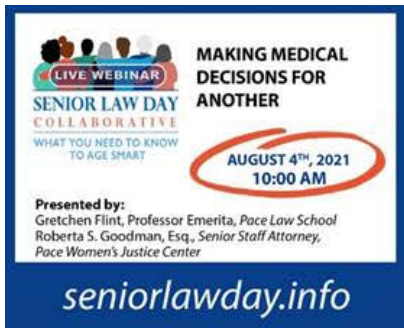 LIVE WEBINAR
SENIOR LAW DAY
COLLABORATIVE
WHAT YOU NEED TO KNOW
TO AGE SMART
MAKING MEDICAL
DECISIONS FOR
ANOTHER
AUGUST 4TH, 2021
10:00 AM
Presented by:
Gretchen Flint, Professor Emerita, Pace Law School
Roberta S. Goodman, Esq., Senior Staff Attorney,
Pace Women's Justice Center
seniorlawday.info